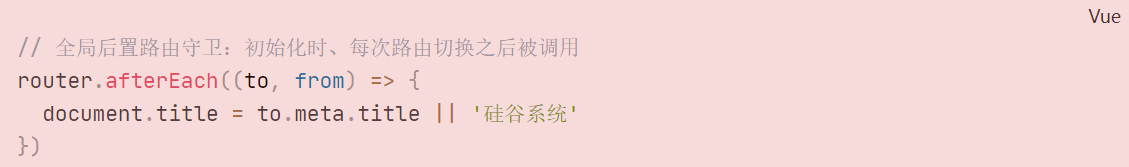 Vue
// 全局后置路由守卫：初始化时、每次路由切换之后被调用
router.afterEach((to, from) => {
  document.title = to.meta.title || '硅谷系统'
})